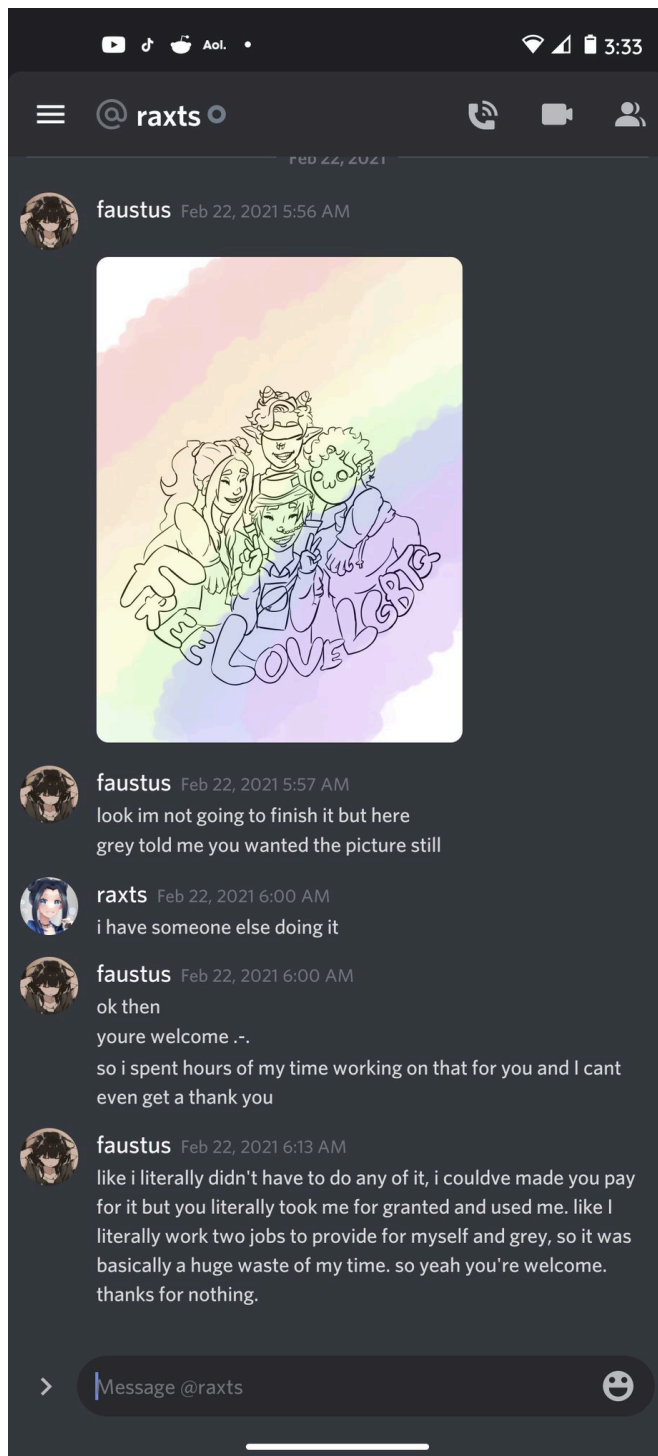 Aol.
3:33
@ raxts
Feb 22, 2021
faustus Feb 22, 2021 5:56 AM
FREE LOVE LGBTQ
faustus Feb 22, 2021 5:57 AM
look im not going to finish it but here
grey told me you wanted the picture still
raxts Feb 22, 2021 6:00 AM
i have someone else doing it
faustus Feb 22, 2021 6:00 AM
ok then
youre welcome .-.
so i spent hours of my time working on that for you and I cant
even get a thank you
faustus Feb 22, 2021 6:13 AM
like i literally didn't have to do any of it, i couldve made you pay
for it but you literally took me for granted and used me. like I
literally work two jobs to provide for myself and grey, so it was
basically a huge waste of my time. so yeah you're welcome.
thanks for nothing.
Message @raxts